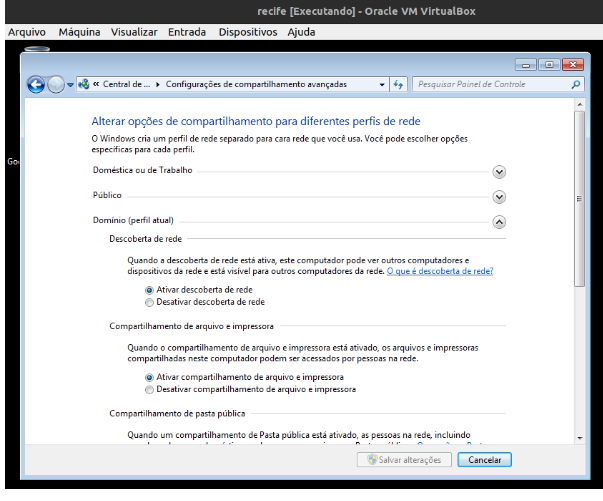 recife [Executando] - Oracle VM VirtualBox
Arquivo Máquina Visualizar Entrada Dispositivos Ajuda
Central de ... Configurações de compartilhamento avançadas Pesquisar Painel de Controle
Alterar opções de compartilhamento para diferentes perfis de rede
O Windows cria um perfil de rede separado para cara rede que você usa. Você pode escolher opções
específicas para cada perfil.
Goo
Doméstica ou de Trabalho
Público
Domínio (perfil atual)
Descoberta de rede
Quando a descoberta de rede está ativa, este computador pode ver outros computadores e
dispositivos da rede e está visível para outros computadores da rede. O que é descoberta de rede?
Ativar descoberta de rede
Desativar descoberta de rede
Compartilhamento de arquivo e impressora
Quando o compartilhamento de arquivo e impressora está ativado, os arquivos e impressoras
compartilhadas neste computador podem ser acessados por pessoas na rede.
Ativar compartilhamento de arquivo e impressora
Desativar compartilhamento de arquivo e impressora
Compartilhamento de pasta pública
Quando um compartilhamento de Pasta pública está ativado, as pessoas na rede, incluindo
Salvar alterações Cancelar